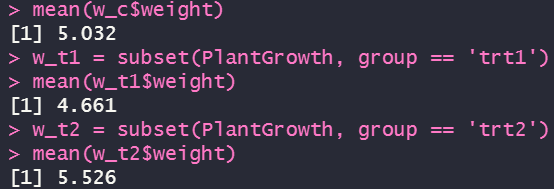 > mean(w_c$weight)
[1] 5.032
> w_t1 = subset(PlantGrowth, group == 'trt1')
> mean(w_t1$weight)
[1] 4.661
> w_t2 = subset(PlantGrowth, group == 'trt2')
> mean(w_t2$weight)
[1] 5.526